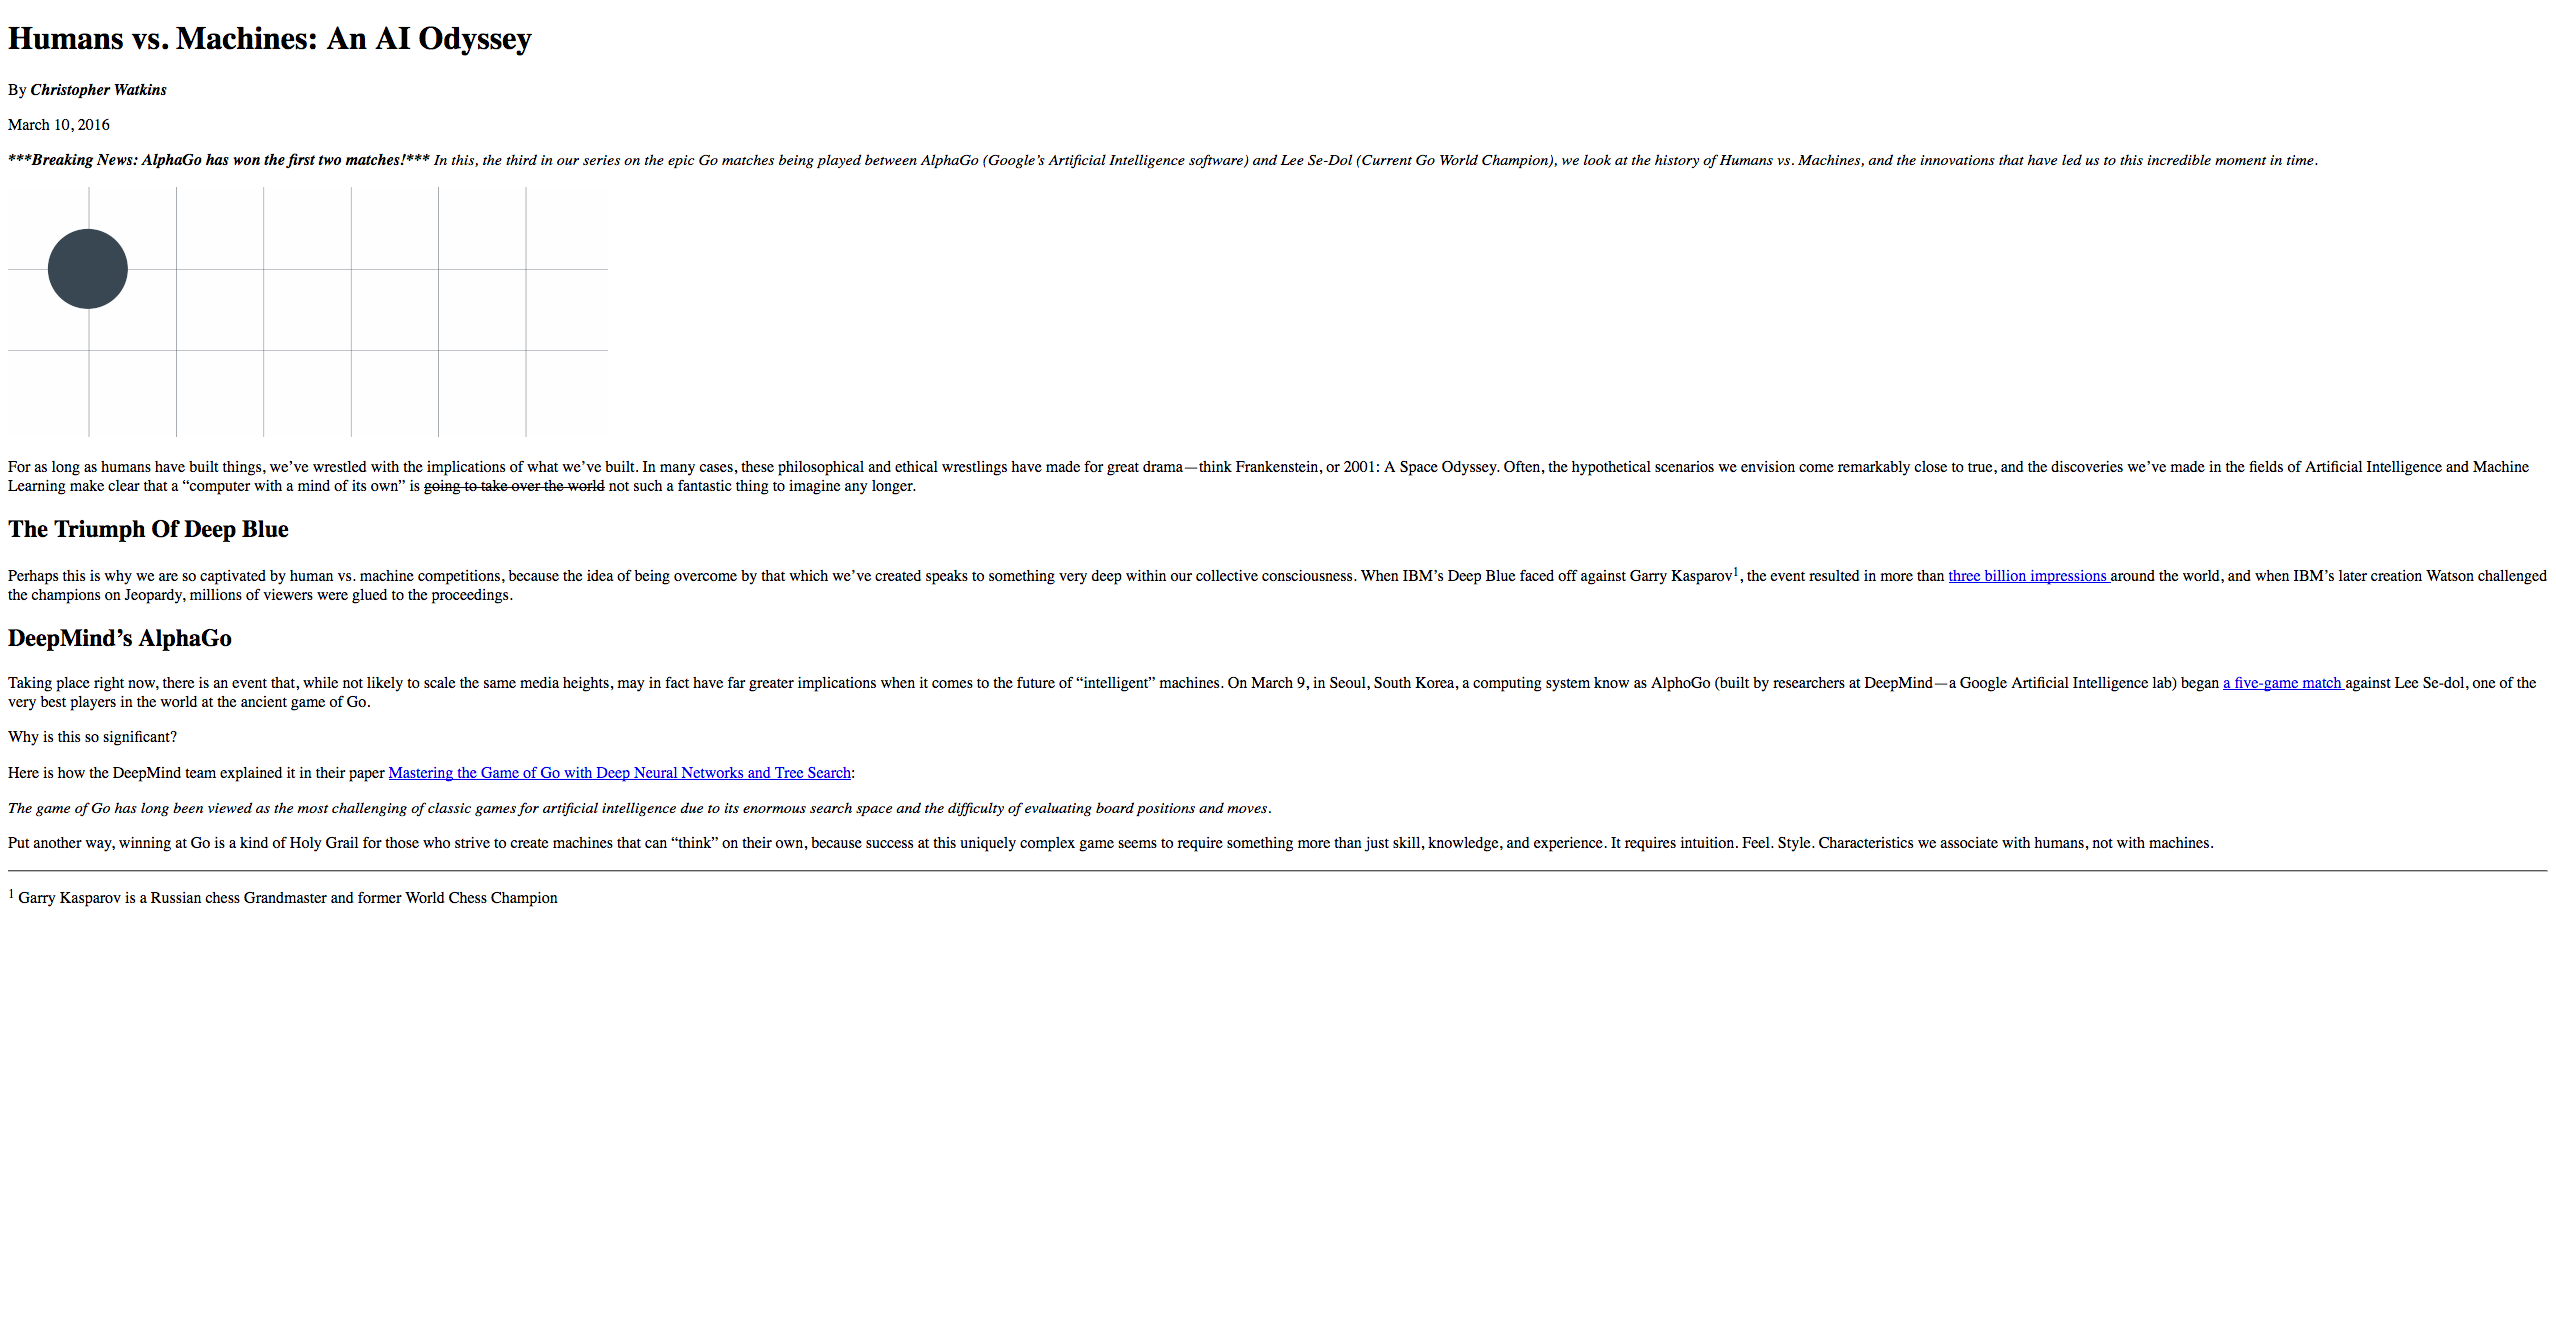 Humans vs. Machines: An AI Odyssey
By Christopher Watkins
March 10, 2016
***Breaking News: AlphaGo has won the first two matches!*** In this, the third in our series on the epic Go matches being played between AlphaGo (Google’s Artificial Intelligence software) and Lee Se-Dol (Current Go World Champion), we look at the history of Humans vs. Machines, and the innovations that have led us to this incredible moment in time.
For as long as humans have built things, we’ve wrestled with the implications of what we’ve built. In many cases, these philosophical and ethical wrestlings have made for great drama—think Frankenstein, or 2001: A Space Odyssey. Often, the hypothetical scenarios we envision come remarkably close to true, and the discoveries we’ve made in the fields of Artificial Intelligence and Machine
Learning make clear that a “computer with a mind of its own” is going to take over the world not such a fantastic thing to imagine any longer.
The Triumph Of Deep Blue
Perhaps this is why we are so captivated by human vs. machine competitions, because the idea of being overcome by that which we’ve created speaks to something very deep within our collective consciousness. When IBM’s Deep Blue faced off against Garry Kasparov1, the event resulted in more than three billion impressions around the world, and when IBM’s later creation Watson challenged
the champions on Jeopardy, millions of viewers were glued to the proceedings.
DeepMind’s AlphaGo
Taking place right now, there is an event that, while not likely to scale the same media heights, may in fact have far greater implications when it comes to the future of “intelligent” machines. On March 9, in Seoul, South Korea, a computing system know as AlphoGo (built by researchers at DeepMind—a Google Artificial Intelligence lab) began a five-game match against Lee Se-dol, one of the
very best players in the world at the ancient game of Go.
Why is this so significant?
Here is how the DeepMind team explained it in their paper Mastering the Game of Go with Deep Neural Networks and Tree Search:
The game of Go has long been viewed as the most challenging of classic games for artificial intelligence due to its enormous search space and the difficulty of evaluating board positions and moves.
Put another way, winning at Go is a kind of Holy Grail for those who strive to create machines that can “think” on their own, because success at this uniquely complex game seems to require something more than just skill, knowledge, and experience. It requires intuition. Feel. Style. Characteristics we associate with humans, not with machines.
1 Garry Kasparov is a Russian chess Grandmaster and former World Chess Champion